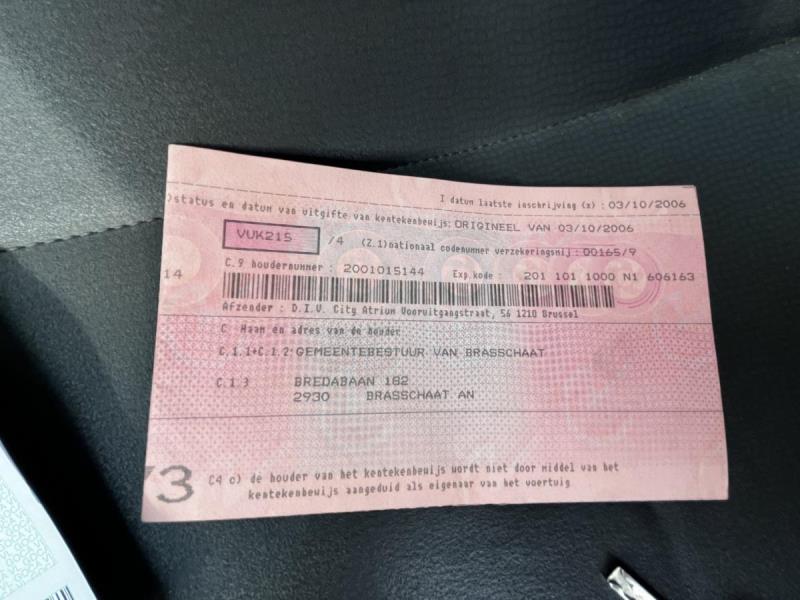 I datum laatste inschrijving (x) : 03/10/2006
)status en datum van uitgifte van kentekenbewijs: ORIGINEEL VAN 03/10/2006
VUK215 /4 (Z.1)nationaal codenummer verzekeringsmij : 00165/9
14 C.9 houdernummer : 2001015144 Exp.kode : 201 101 1000 N1 606163
Afzender : D.I.V. City Atrium Vooruitgangstraat, 56 1210 Brussel
C Naam en adres van de houder
C.1.1+C.1.2: GEMEENTEBESTUUR VAN BRASSCHAAT
C.1.3 BREDABAAN 182
2930 BRASSCHAAT AN
73 C4 c) de houder van het kentekenbewijs wordt niet door middel van het
kentekenbewijs aangeduid als eigenaar van het voertuig